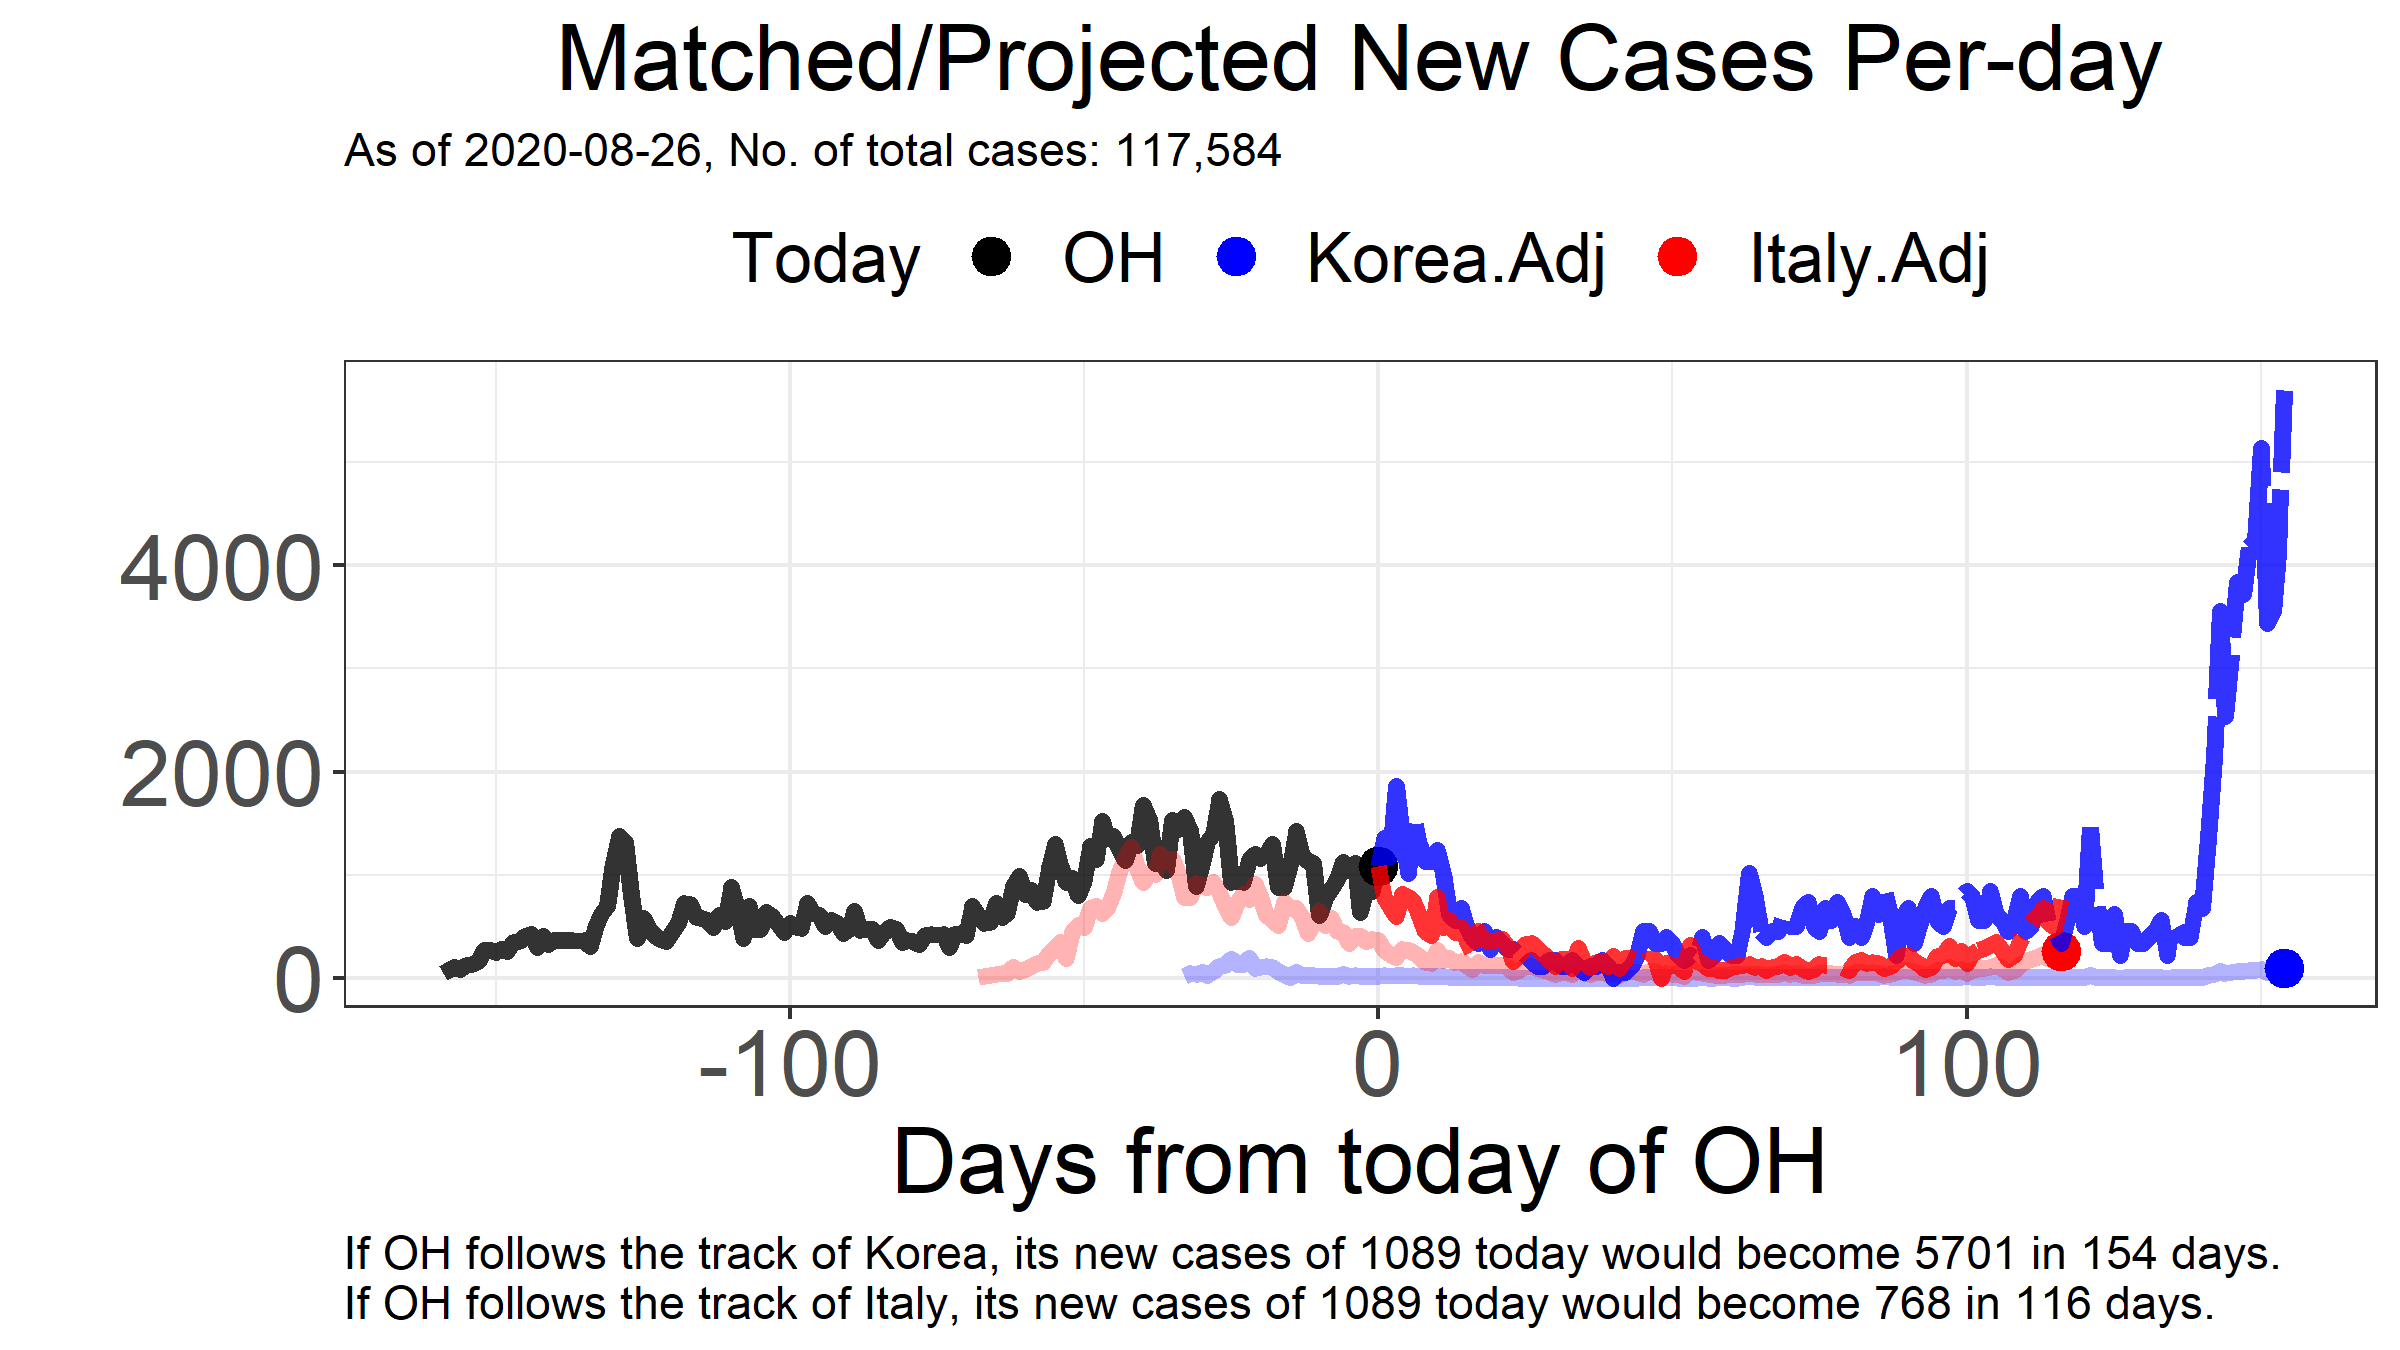 Matched/Projected New Cases Per-day
As of 2020-08-26, No. of total cases: 117,584
Today OH Korea.Adj Italy.Adj
4000
2000
0
-100 0 100
Days from today of OH
If OH follows the track of Korea, its new cases of 1089 today would become 5701 in 154 days.
If OH follows the track of Italy, its new cases of 1089 today would become 768 in 116 days.